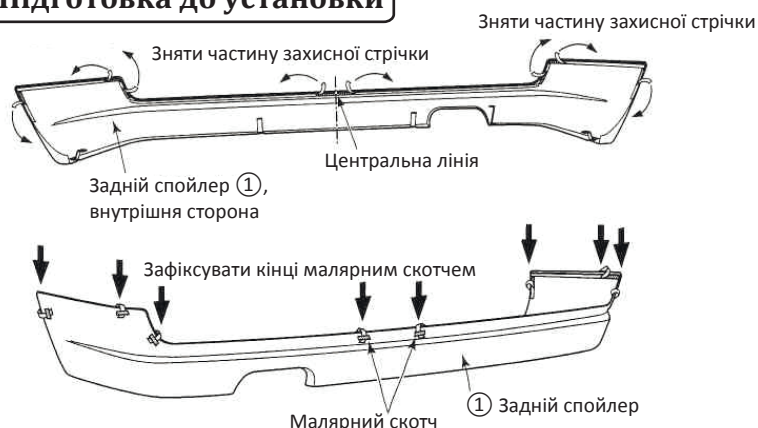 Підготовка до установки
Зняти частину захисної стрічки
Зняти частину захисної стрічки
Центральна лінія
Задній спойлер ①,
внутрішня сторона
Зафіксувати кінці малярним скотчем
① Задній спойлер
Малярний скотч